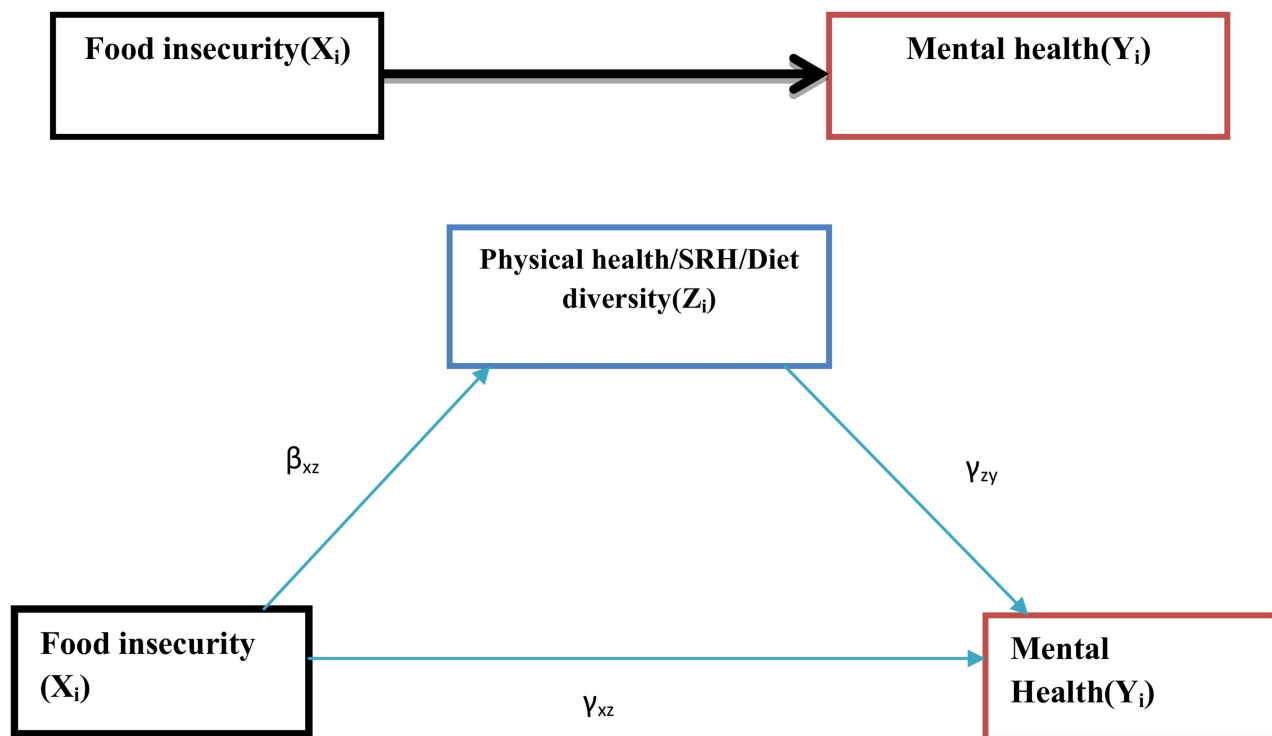 Food insecurity(Xᵢ)
Mental health(Yᵢ)
Physical health/SRH/Diet
diversity(Zᵢ)
βxz
γzy
Food insecurity
(Xᵢ)
Mental
Health(Yᵢ)
γxz